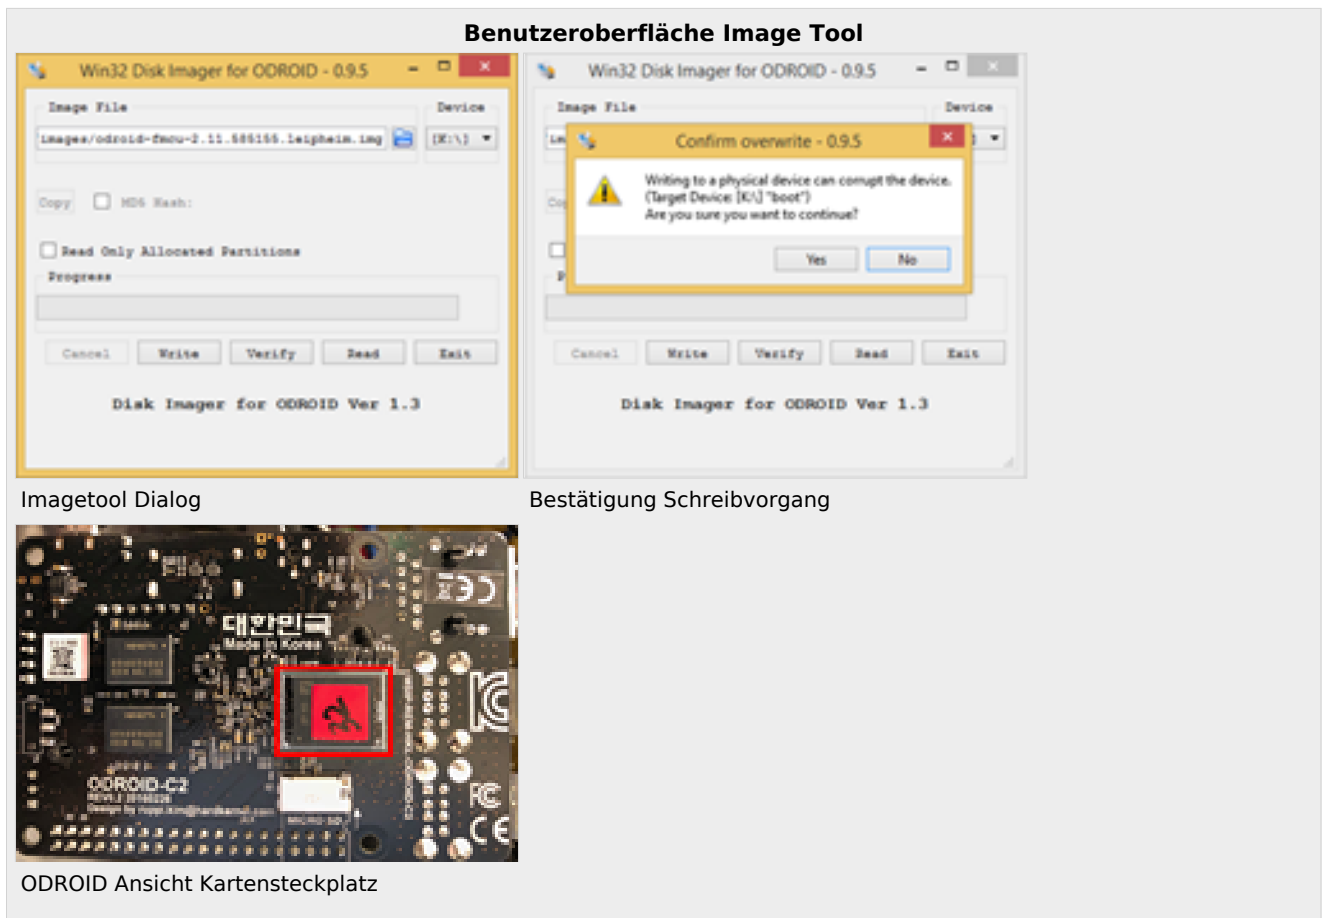 Benutzeroberfläche Image Tool
Win32 Disk Imager for ODROID - 0.9.5
Image File
Device
images/odroid-fmcu-2.11.585155.leipheim.img
[K:\]
Copy
MD5 Hash:
Read Only Allocated Partitions
Progress
Cancel Write Verify Read Exit
Disk Imager for ODROID Ver 1.3
Win32 Disk Imager for ODROID - 0.9.5
Image File
Device
Confirm overwrite - 0.9.5
Writing to a physical device can corrupt the device.
(Target Device: [K:\] "boot")
Are you sure you want to continue?
Yes No
Cancel Write Verify Read Exit
Disk Imager for ODROID Ver 1.3
Imagetool Dialog
Bestätigung Schreibvorgang
대한민국
Made in Korea
ODROID-C2
MICRO-SD
CE
FC
CE
ODROID Ansicht Kartensteckplatz